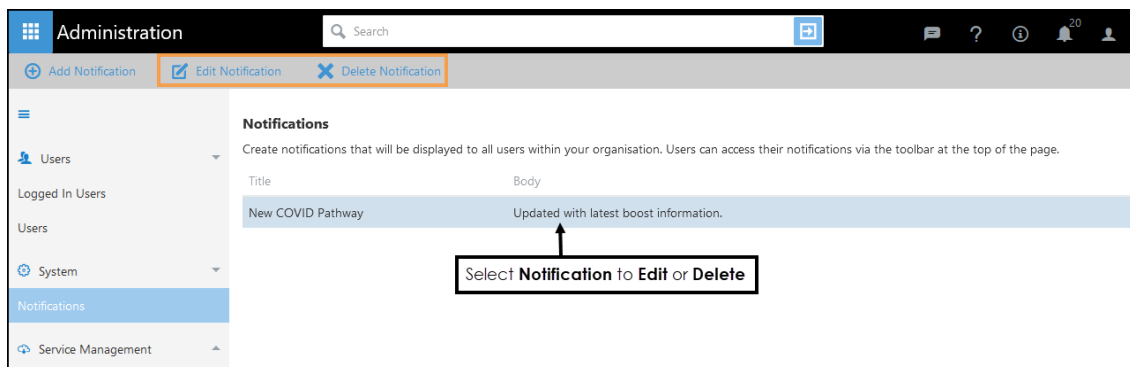 Administration
Search
20
Add Notification
Edit Notification
Delete Notification
Users
Logged In Users
Users
System
Notifications
Service Management
Notifications
Create notifications that will be displayed to all users within your organisation. Users can access their notifications via the toolbar at the top of the page.
Title Body
New COVID Pathway Updated with latest boost information.
Select Notification to Edit or Delete